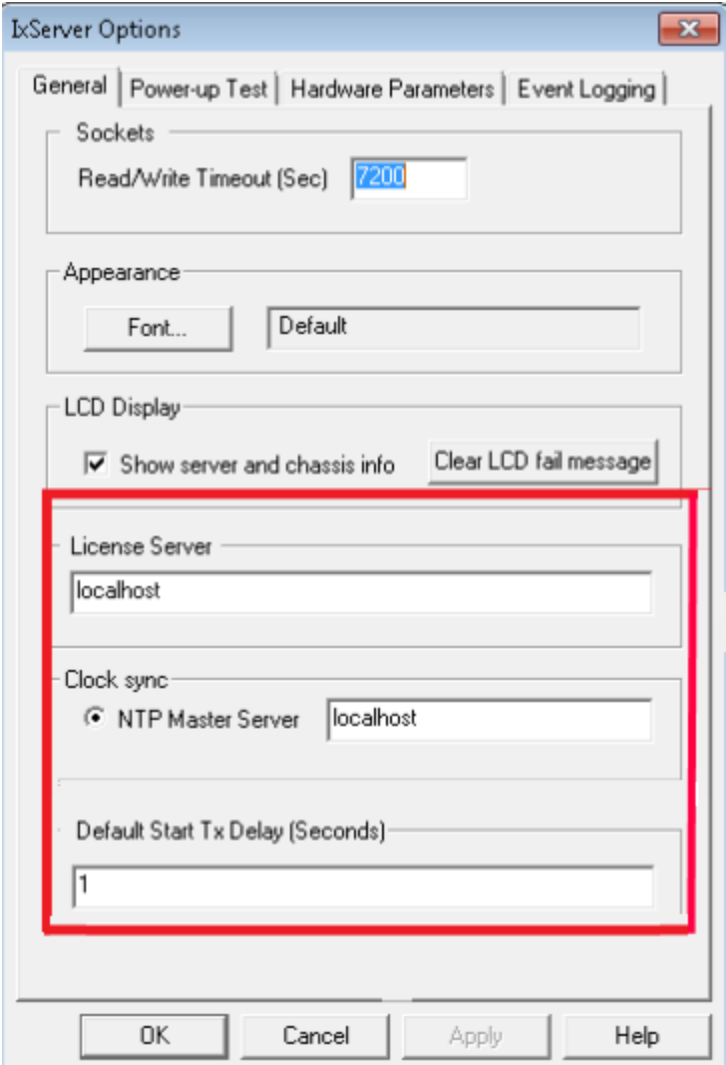 IxServer Options
General Power-up Test Hardware Parameters Event Logging
Sockets
Read/Write Timeout (Sec) 7200
Appearance
Font... Default
LCD Display
Show server and chassis info Clear LCD fail message
License Server
localhost
Clock sync
NTP Master Server localhost
Default Start Tx Delay (Seconds)
1
OK Cancel Apply Help